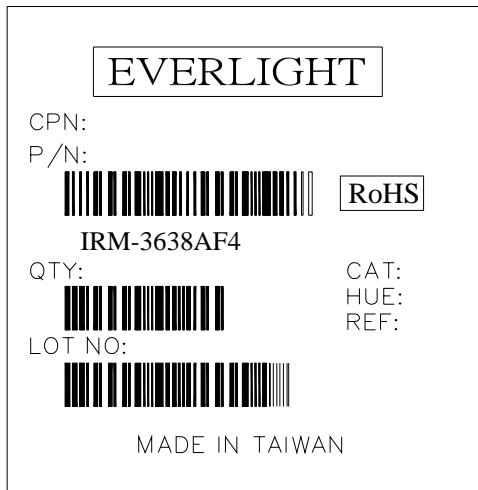 EVERLIGHT
CPN:
P/N:
RoHS
IRM-3638AF4
QTY:
CAT:
HUE:
REF:
LOT NO:
MADE IN TAIWAN